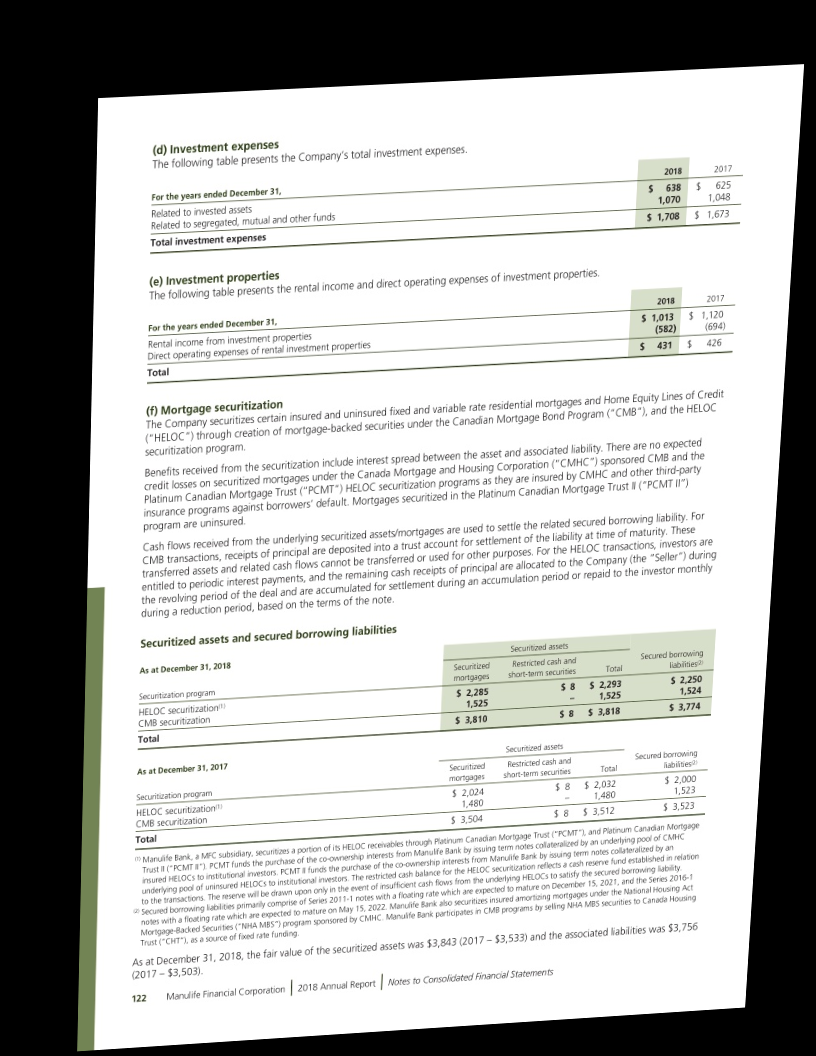 (d) Investment expenses
The following table presents the Company's total investment expenses.
For the years ended December 31, 2018 2017
Related to invested assets $ 638 $ 625
Related to segregated, mutual and other funds 1,070 1,048
Total investment expenses $ 1,708 $ 1,673
(e) Investment properties
The following table presents the rental income and direct operating expenses of investment properties.
For the years ended December 31, 2018 2017
Rental income from investment properties $ 1,013 $ 1,120
Direct operating expenses of rental investment properties (582) (694)
Total $ 431 $ 426
(f) Mortgage securitization
The Company securitizes certain insured and uninsured fixed and variable rate residential mortgages and Home Equity Lines of Credit
("HELOC") through creation of mortgage-backed securities under the Canadian Mortgage Bond Program ("CMB"), and the HELOC
securitization program.
Benefits received from the securitization include interest spread between the asset and associated liability. There are no expected
credit losses on securitized mortgages under the Canada Mortgage and Housing Corporation ("CMHC") sponsored CMB and the
Platinum Canadian Mortgage Trust ("PCMT") HELOC securitization programs as they are insured by CMHC and other third-party
insurance programs against borrowers' default. Mortgages securitized in the Platinum Canadian Mortgage Trust II ("PCMT II")
program are uninsured.
Cash flows received from the underlying securitized assets/mortgages are used to settle the related secured borrowing liability. For
CMB transactions, receipts of principal are deposited into a trust account for settlement of the liability at time of maturity. These
transferred assets and related cash flows cannot be transferred or used for other purposes. For the HELOC transactions, investors are
entitled to periodic interest payments, and the remaining cash receipts of principal are allocated to the Company (the "Seller") during
the revolving period of the deal and are accumulated for settlement during an accumulation period or repaid to the investor monthly
during a reduction period, based on the terms of the note.
Securitized assets and secured borrowing liabilities
As at December 31, 2018 Securitized assets
Securitization program Securitized mortgages Restricted cash and short-term securities Total Secured borrowing liabilities(2)
HELOC securitization(1) $ 2,285 $ 8 $ 2,293 $ 2,250
CMB securitization 1,525 – 1,525 1,524
Total $ 3,810 $ 8 $ 3,818 $ 3,774
As at December 31, 2017 Securitized assets
Securitization program Securitized mortgages Restricted cash and short-term securities Total Secured borrowing liabilities(2)
HELOC securitization(1) $ 2,024 $ 8 $ 2,032 $ 2,000
CMB securitization 1,480 – 1,480 1,523
Total $ 3,504 $ 8 $ 3,512 $ 3,523
(1) Manulife Bank, a MFC subsidiary, securitizes a portion of its HELOC receivables through Platinum Canadian Mortgage Trust ("PCMT"), and Platinum Canadian Mortgage
Trust II ("PCMT II"). PCMT funds the purchase of the co-ownership interests from Manulife Bank by issuing term notes collateralized by an underlying pool of CMHC
insured HELOCs to institutional investors. PCMT II funds the purchase of the co-ownership interests from Manulife Bank by issuing term notes collateralized by an
underlying pool of uninsured HELOCs to institutional investors. The restricted cash balance for the HELOC securitization reflects a cash reserve fund established in relation
to the transactions. The reserve will be drawn upon only in the event of insufficient cash flows from the underlying HELOCs to satisfy the secured borrowing liability.
(2) Secured borrowing liabilities primarily comprise of Series 2011-1 notes with a floating rate which are expected to mature on December 15, 2021, and the Series 2016-1
notes with a floating rate which are expected to mature on May 15, 2022. Manulife Bank also securitizes insured amortizing mortgages under the National Housing Act
Mortgage-Backed Securities ("NHA MBS") program sponsored by CMHC. Manulife Bank participates in CMB programs by selling NHA MBS securities to Canada Housing
Trust ("CHT"), as a source of fixed rate funding.
As at December 31, 2018, the fair value of the securitized assets was $3,843 (2017 – $3,533) and the associated liabilities was $3,756
(2017 – $3,503).
122 Manulife Financial Corporation | 2018 Annual Report | Notes to Consolidated Financial Statements